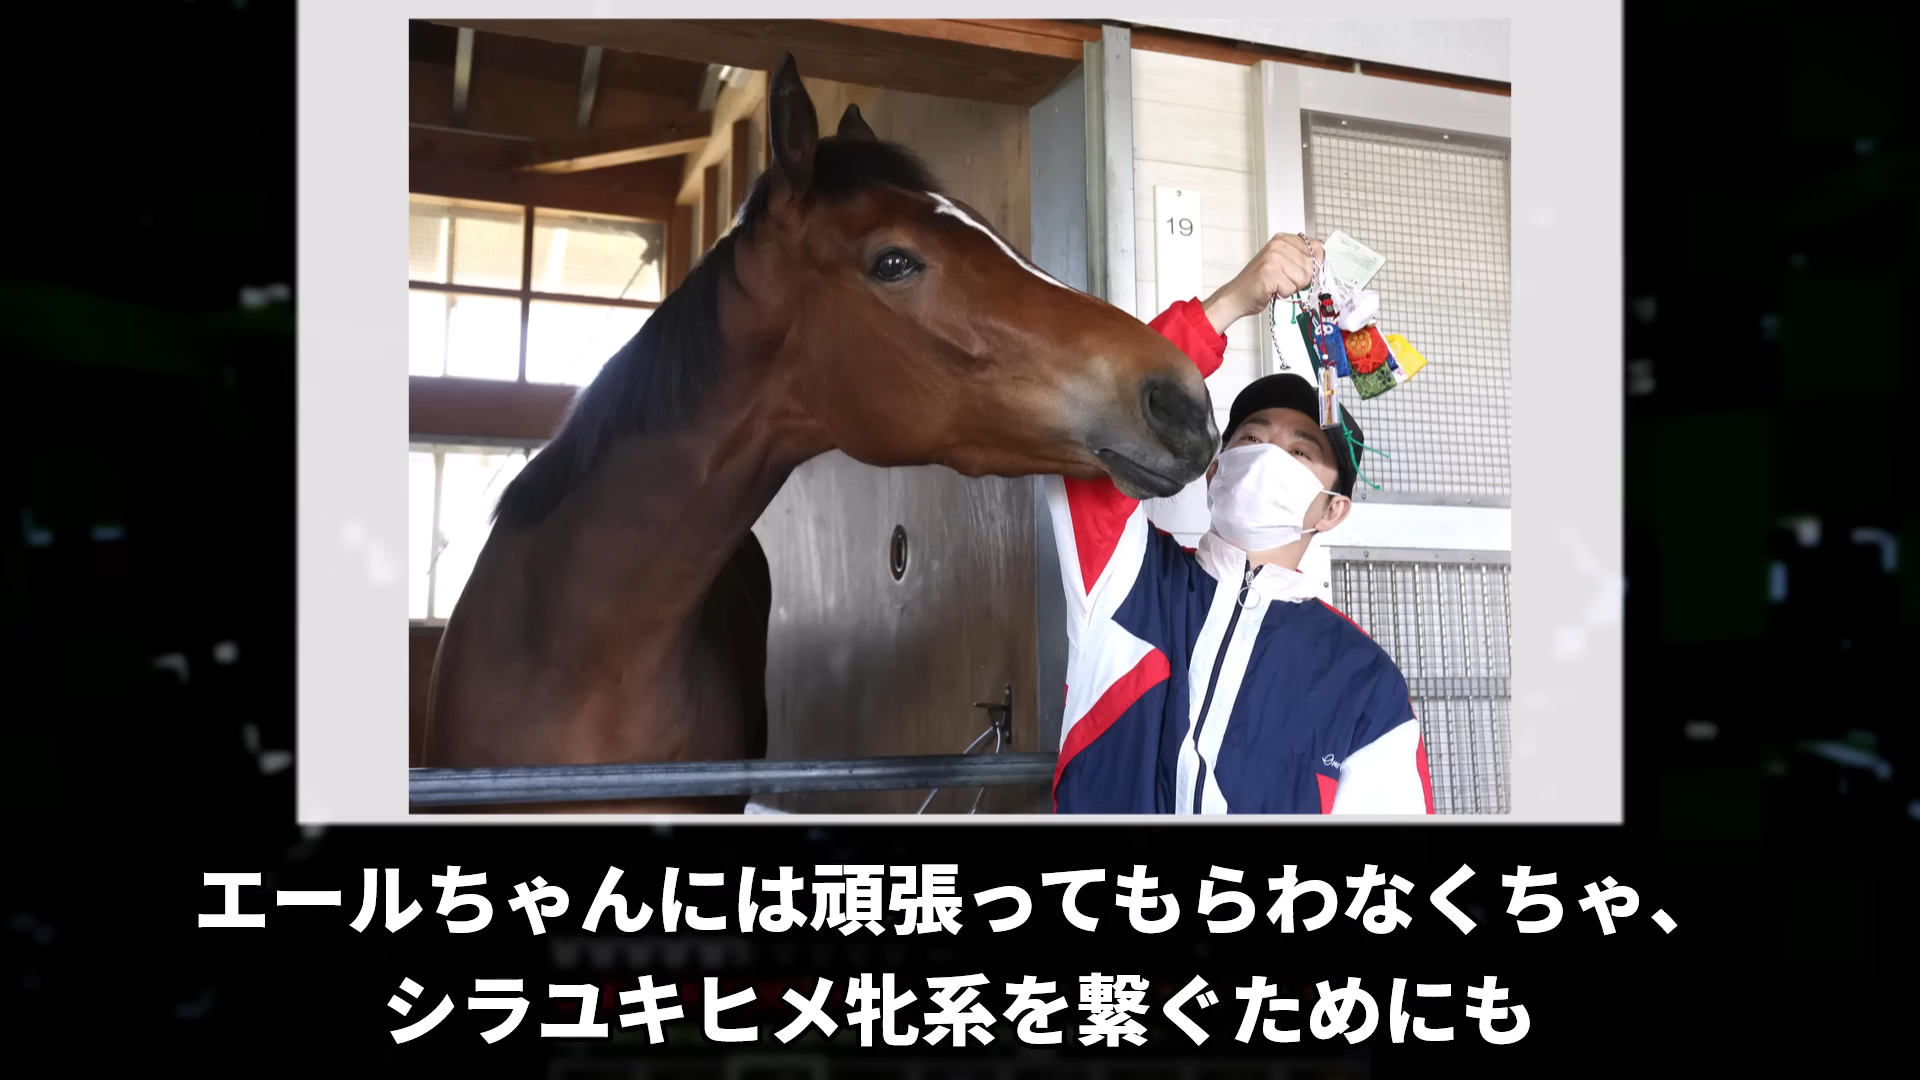 19
エールちゃんには頑張ってもらわなくちゃ、
シラユキヒメ牝系を繋ぐためにも